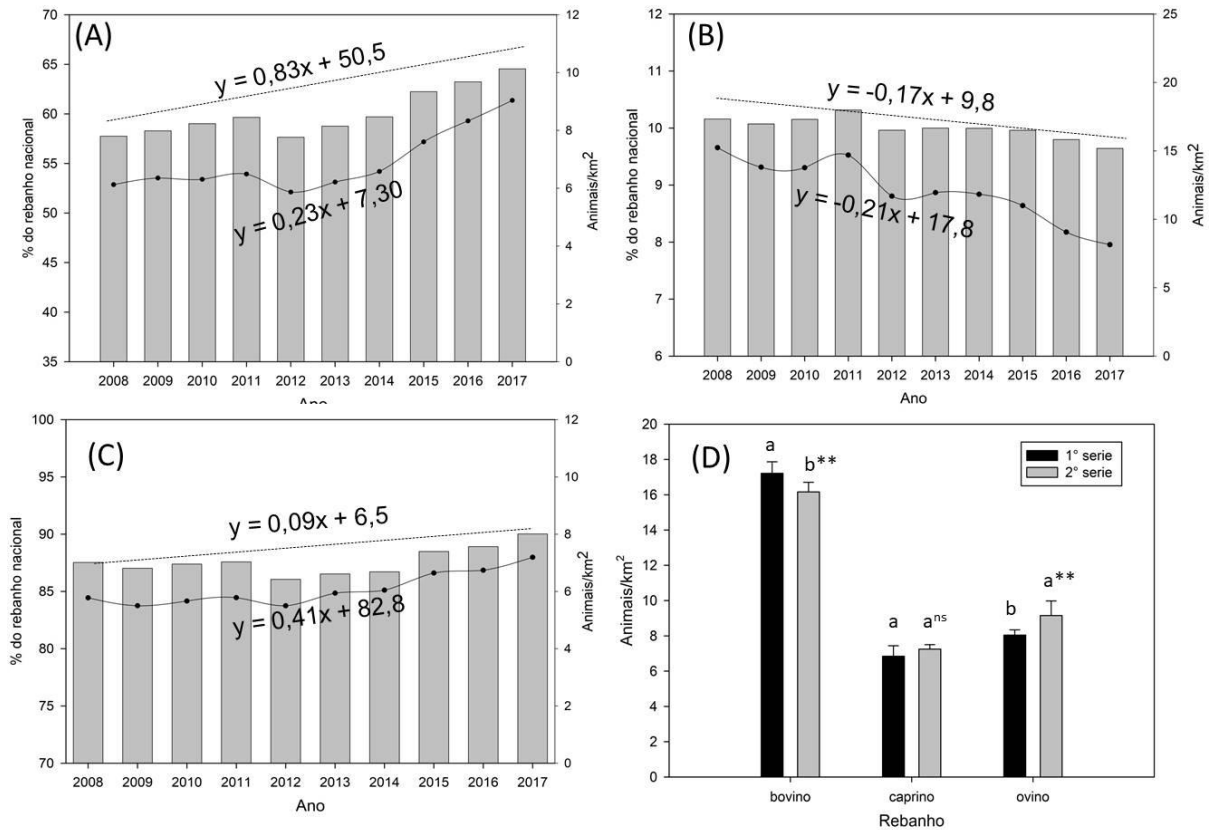 (A)
y = 0,83x + 50,5
y = 0,23x + 7,30
% do rebanho nacional
Animais/km²
70
65
60
55
50
45
40
35
12
10
8
6
4
2
0
2008 2009 2010 2011 2012 2013 2014 2015 2016 2017
Ano
(B)
y = -0,17x + 9,8
y = -0,21x + 17,8
% do rebanho nacional
Animais/km²
12
11
10
9
8
7
6
25
20
15
10
5
0
2008 2009 2010 2011 2012 2013 2014 2015 2016 2017
Ano
(C)
y = 0,09x + 6,5
y = 0,41x + 82,8
% do rebanho nacional
Animais/km²
100
95
90
85
80
75
70
12
10
8
6
4
2
0
2008 2009 2010 2011 2012 2013 2014 2015 2016 2017
Ano
(D)
1° serie
2° serie
a b** a aⁿˢ b a**
Animais/km²
20
18
16
14
12
10
8
6
4
2
0
bovino caprino ovino
Rebanho